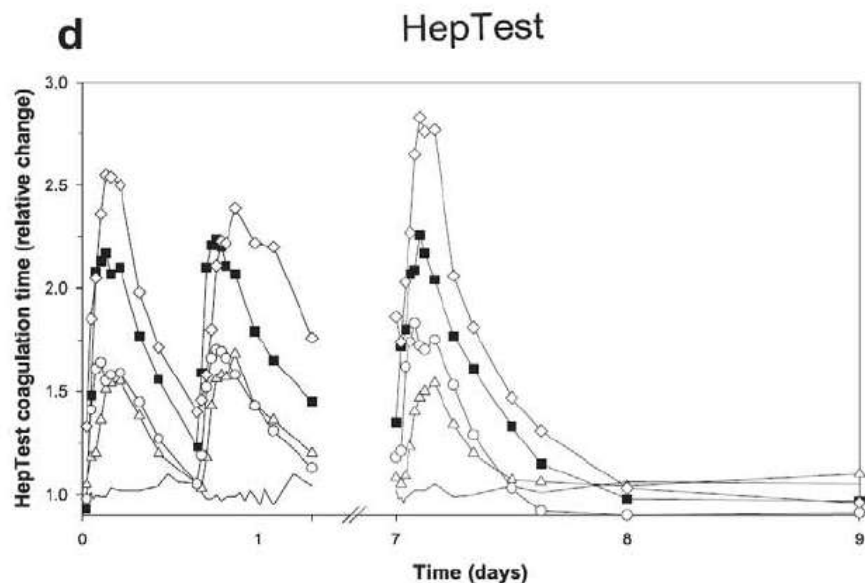 d
HepTest
HepTest coagulation time (relative change)
3.0
2.5
2.0
1.5
1.0
0
1
7
8
9
Time (days)